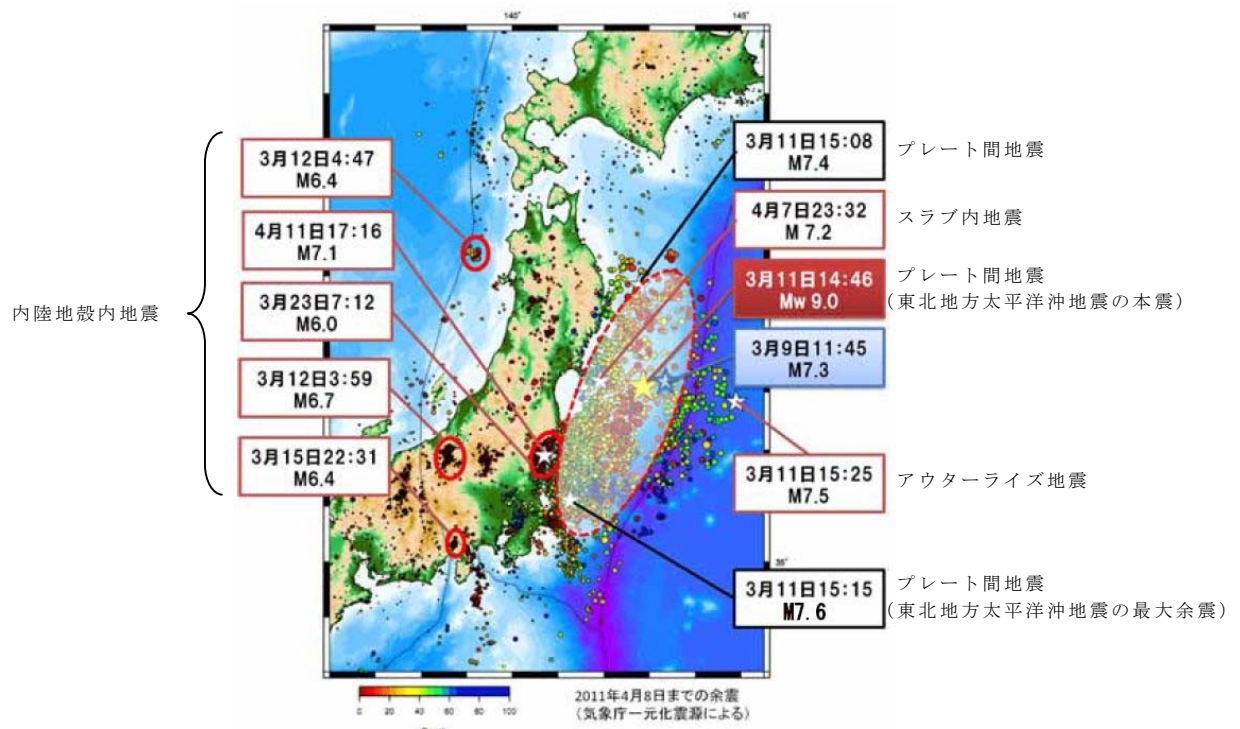 140°
145°
内陸地殻内地震
3月12日4:47
M6.4
4月11日17:16
M7.1
3月23日7:12
M6.0
3月12日3:59
M6.7
3月15日22:31
M6.4
3月11日15:08
M7.4
プレート間地震
4月7日23:32
M 7.2
スラブ内地震
3月11日14:46
Mw 9.0
プレート間地震
(東北地方太平洋沖地震の本震)
3月9日11:45
M7.3
3月11日15:25
M7.5
アウターライズ地震
35°
3月11日15:15
M7.6
プレート間地震
(東北地方太平洋沖地震の最大余震)
0 20 40 60 80 100
2011年4月8日までの余震
(気象庁一元化震源による)